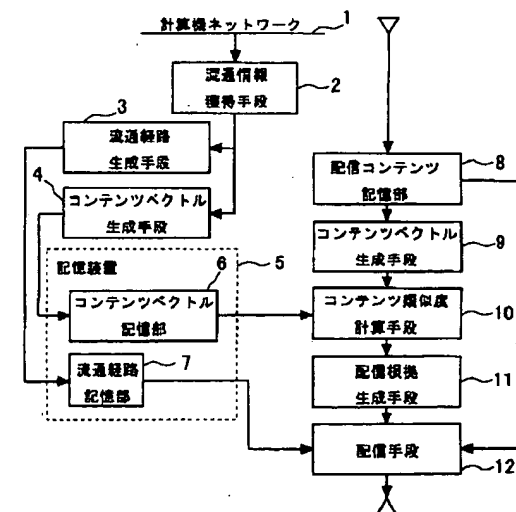 計算機ネットワーク
1
流通情報
獲得手段
2
3
流通経路
生成手段
4
コンテンツベクトル
生成手段
記憶装置
5
6
コンテンツベクトル
記憶部
7
流通経路
記憶部
配信コンテンツ
記憶部
8
コンテンツベクトル
生成手段
9
コンテンツ類似度
計算手段
10
配信根拠
生成手段
11
配信手段
12